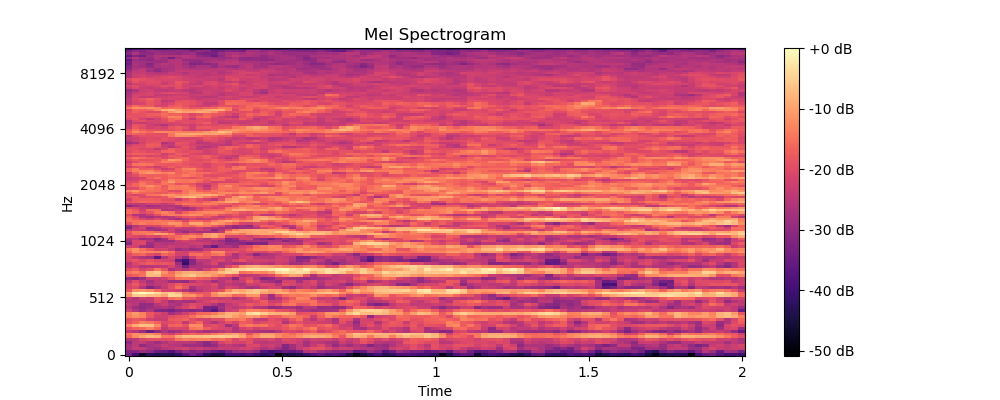 Mel Spectrogram
Hz
8192
4096
2048
1024
512
0
0 0.5 1 1.5 2
Time
+0 dB
-10 dB
-20 dB
-30 dB
-40 dB
-50 dB